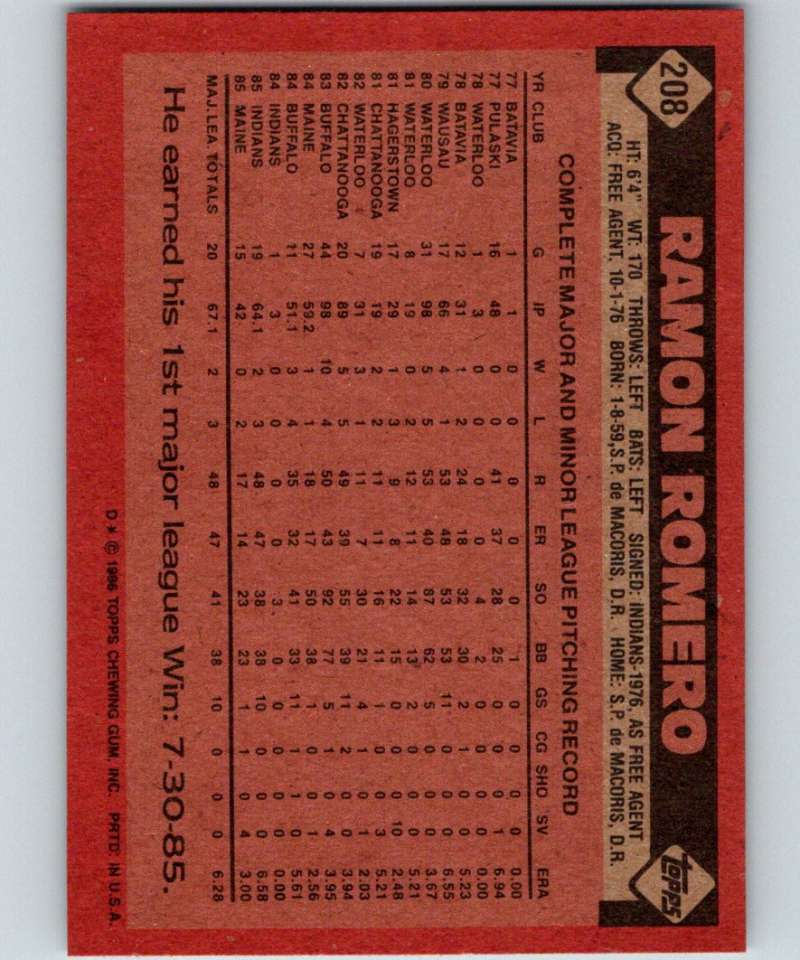 208
RAMON ROMERO
topps
HT: 6'4" WT: 170 THROWS: LEFT BATS: LEFT SIGNED: INDIANS-1976, AS FREE AGENT
ACQ: FREE AGENT, 10-1-76 BORN: 1-8-59, S.P. de MACORIS, D.R. HOME: S.P. de MACORIS, D.R.
COMPLETE MAJOR AND MINOR LEAGUE PITCHING RECORD
YR CLUB G IP W L R ER SO BB GS CG SHO SV ERA
77 BATAVIA 1 1 0 0 0 0 0 1 0 0 0 0 0.00
77 PULASKI 16 48 0 0 41 37 28 25 0 0 1 6.94
78 WATERLOO 1 3 0 0 0 0 4 2 0 0 0 0 0.00
78 BATAVIA 12 31 1 2 24 18 32 30 2 1 0 0 5.23
79 WAUSAU 17 66 4 1 53 48 53 53 11 0 0 0 6.55
80 WATERLOO 31 98 5 5 53 40 87 62 5 0 0 0 3.67
81 WATERLOO 8 19 0 2 12 11 14 13 2 0 0 0 5.21
81 HAGERSTOWN 17 29 1 3 9 8 22 15 0 0 0 10 2.48
81 CHATTANOOGA 19 19 2 2 11 11 16 11 0 0 0 3 5.21
82 WATERLOO 7 31 3 1 11 7 30 21 4 1 0 1 2.03
82 CHATTANOOGA 20 89 5 5 49 39 55 39 11 2 0 0 3.94
83 BUFFALO 44 98 10 4 50 43 92 77 5 1 0 4 3.95
84 MAINE 27 59.2 1 1 18 17 50 38 1 0 0 1 2.56
84 BUFFALO 11 51.1 3 4 35 32 41 33 11 1 1 0 5.61
84 INDIANS 1 3 0 0 0 0 3 0 0 0 0 0 0.00
85 INDIANS 19 64.1 2 3 48 47 38 38 10 0 0 0 6.58
85 MAINE 15 42 0 2 17 14 23 23 1 1 0 4 3.00
MAJ. LEA. TOTALS 20 67.1 2 3 48 47 41 38 10 0 0 0 6.28
He earned his 1st major league Win: 7-30-85.
D* © 1986 TOPPS CHEWING GUM, INC. PRTD. IN U.S.A.